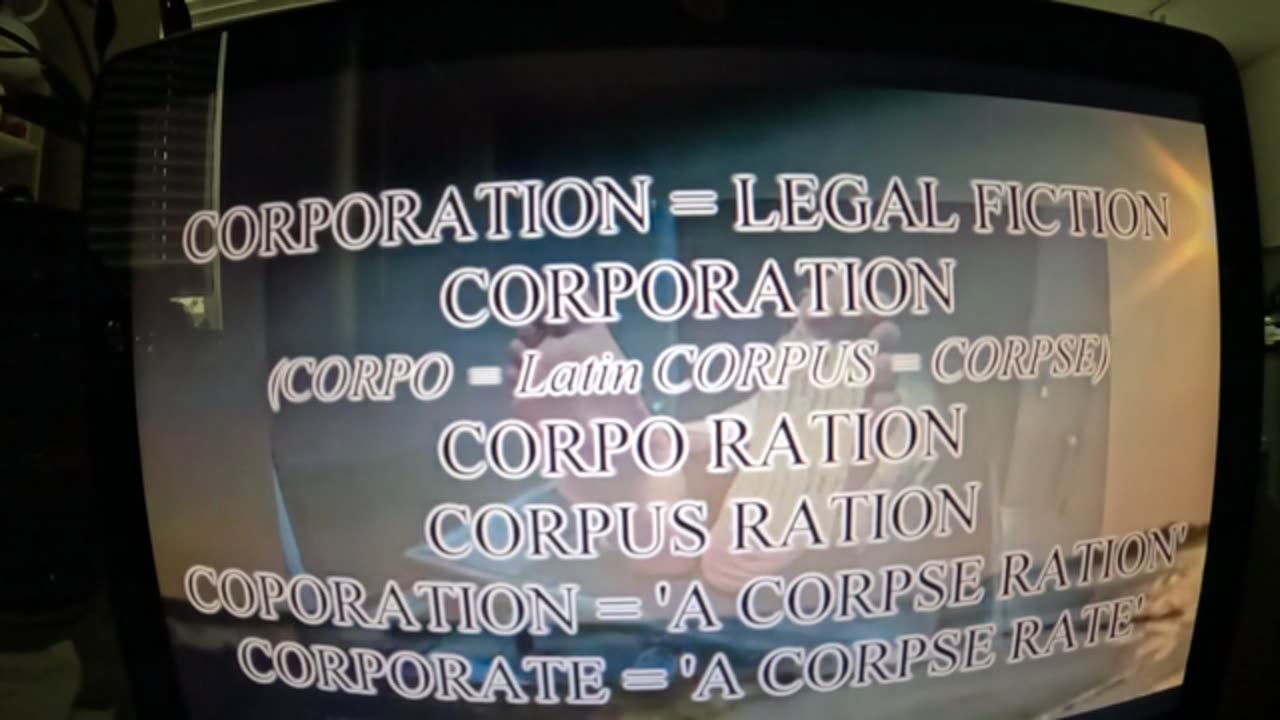 CORPORATION = LEGAL FICTION
CORPORATION
(CORPO = Latin CORPUS = CORPSE)
CORPO RATION
CORPUS RATION
COPORATION = 'A CORPSE RATION'
CORPORATE = 'A CORPSE RATE'